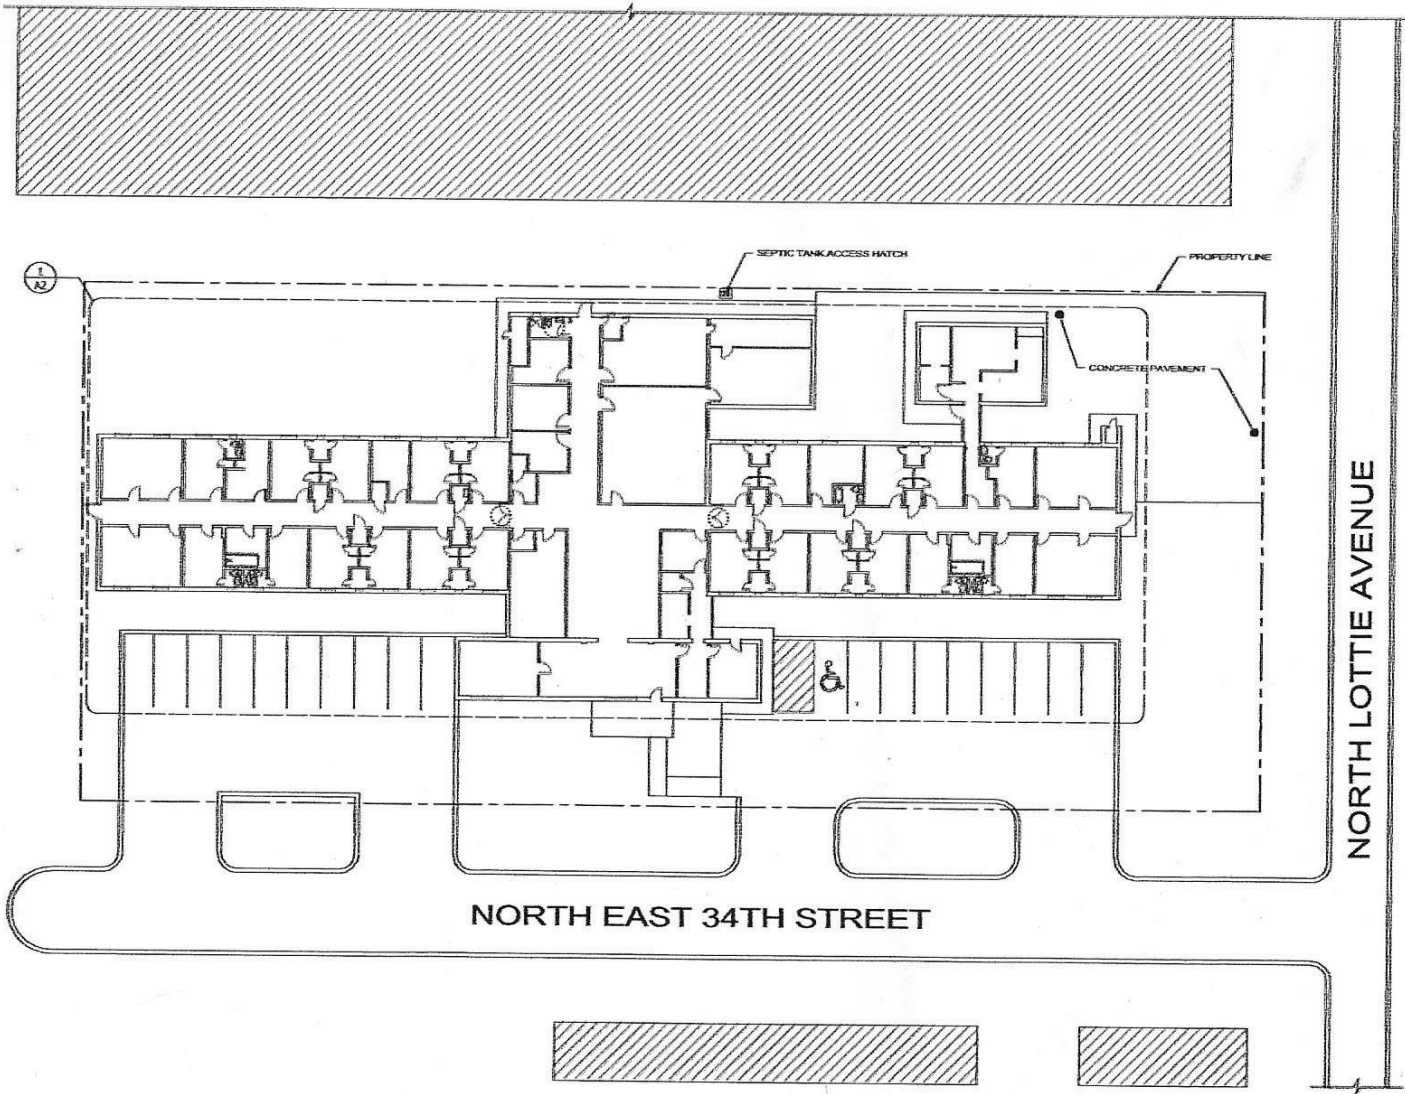 SEPTIC TANK ACCESS HATCH
PROPERTY LINE
1
A2
CONCRETE PAVEMENT
NORTH LOTTIE AVENUE
NORTH EAST 34TH STREET